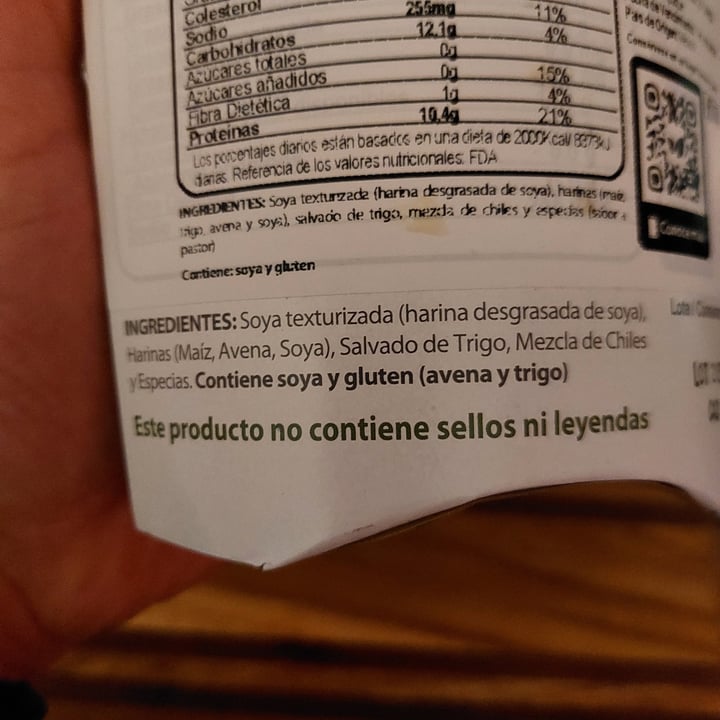 Colesterol
Sodio 255mg 11%
Carbohidratos 12.1g 4%
Azúcares totales 0g
Azúcares añadidos 0g 15%
Fibra Dietética 1g 4%
Proteínas 10,4g 21%
Los porcentajes diarios están basados en una dieta de 2000Kcal/
diarias. Referencia de los valores nutricionales: FDA
INGREDIENTES: Soya texturizada (harina desgrasada de soya), harinas (maíz,
trigo, avena y soya), salvado de trigo, mezcla de chiles y especias (sabor a
pastor)
Contiene: soya y gluten
INGREDIENTES: Soya texturizada (harina desgrasada de soya),
Harinas (Maíz, Avena, Soya), Salvado de Trigo, Mezcla de Chiles
y Especias. Contiene soya y gluten (avena y trigo)
Este producto no contiene sellos ni leyendas